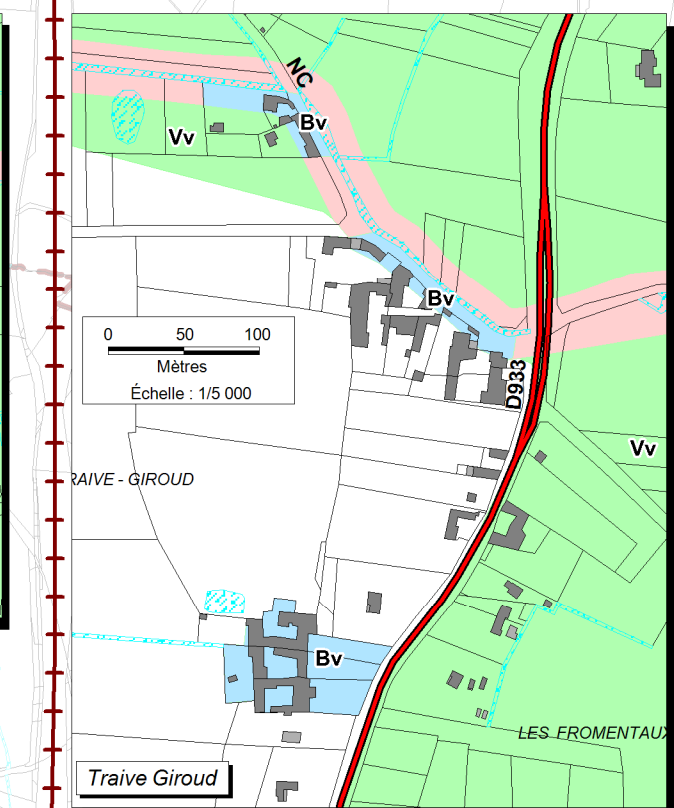 NC
Bv
Vv
Bv
0 50 100
Mètres
Échelle : 1/5 000
D933
Vv
RAIVE - GIROUD
Bv
LES FROMENTAUX
Traive Giroud